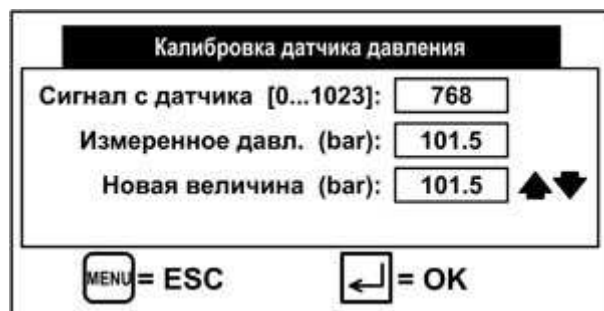 Калибровка датчика давления
Сигнал с датчика [0...1023]: 768
Измеренное давл. (bar): 101.5
Новая величина (bar): 101.5
MENU = ESC = OK